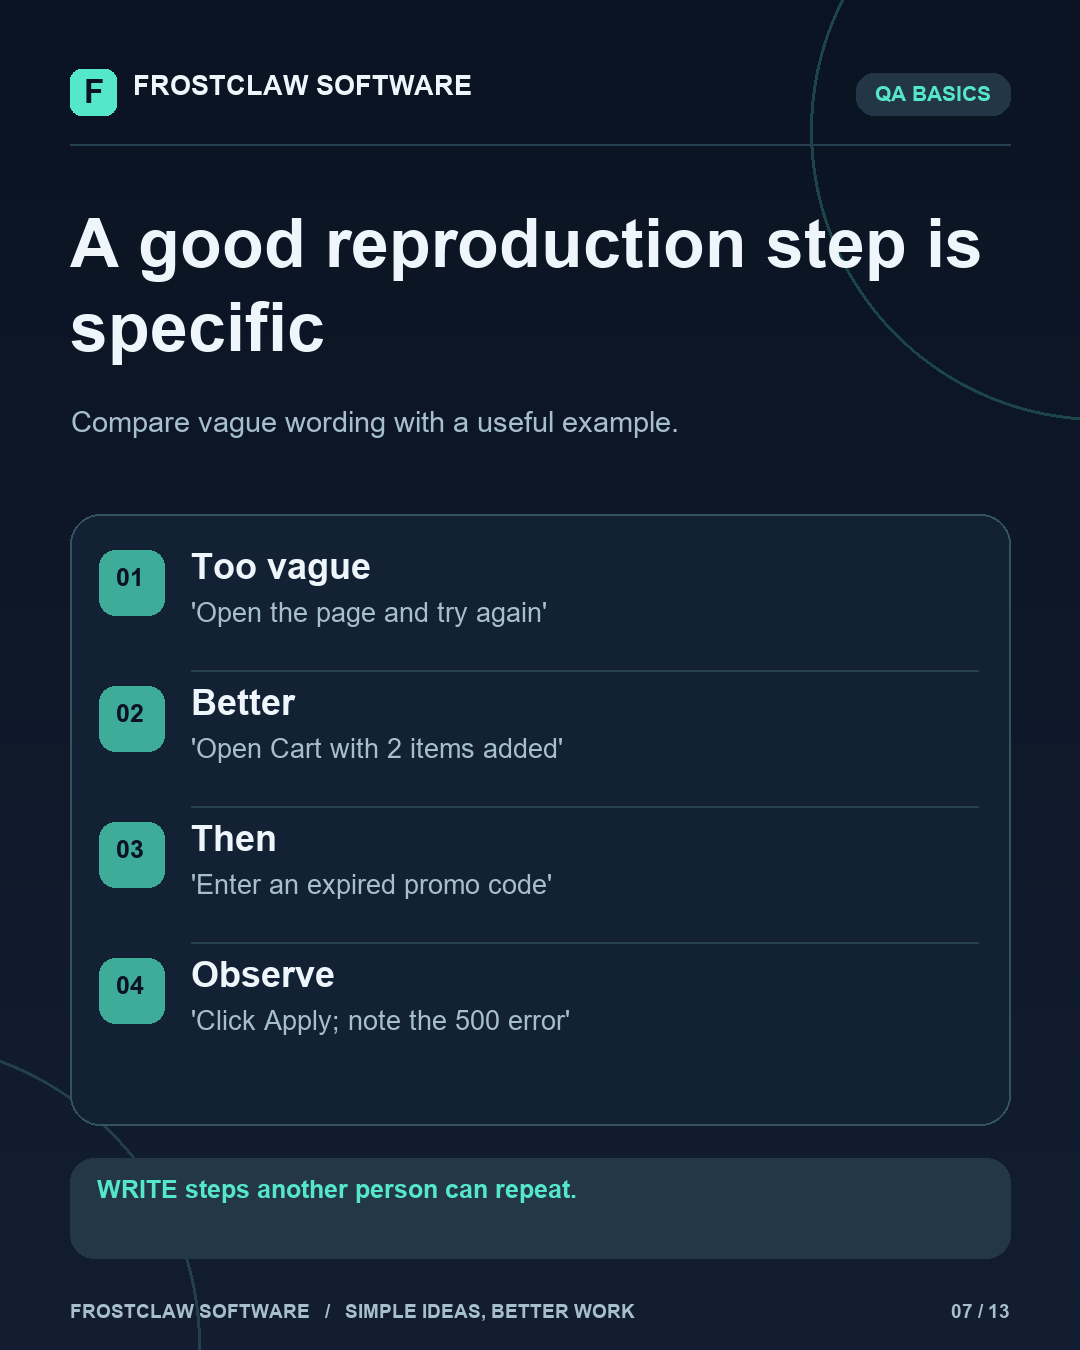 F FROSTCLAW SOFTWARE
QA BASICS
A good reproduction step is
specific
Compare vague wording with a useful example.
01 Too vague
'Open the page and try again'
02 Better
'Open Cart with 2 items added'
03 Then
'Enter an expired promo code'
04 Observe
'Click Apply; note the 500 error'
WRITE steps another person can repeat.
FROSTCLAW SOFTWARE / SIMPLE IDEAS, BETTER WORK
07 / 13